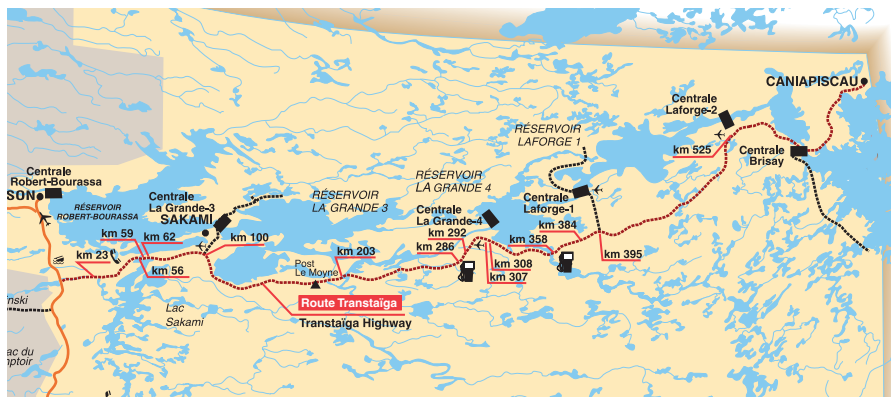 CANIAPISCAU
Centrale
Laforge-2
RÉSERVOIR
LAFORGE 1
km 525
Centrale
Brisay
Centrale
Robert-Bourassa
SON
RÉSERVOIR
ROBERT-BOURASSA
Centrale
La Grande-3
SAKAMI
RÉSERVOIR
LA GRANDE 3
RÉSERVOIR
LA GRANDE 4
Centrale
La Grande-4
Centrale
Laforge-1
km 59
km 62
km 100
km 292
km 286
km 358
km 384
km 23
km 56
km 203
km 308
km 307
km 395
Post
Le Moyne
Route Transtaïga
Transtaïga Highway
Lac
Sakami
inski
ac du
mptoir